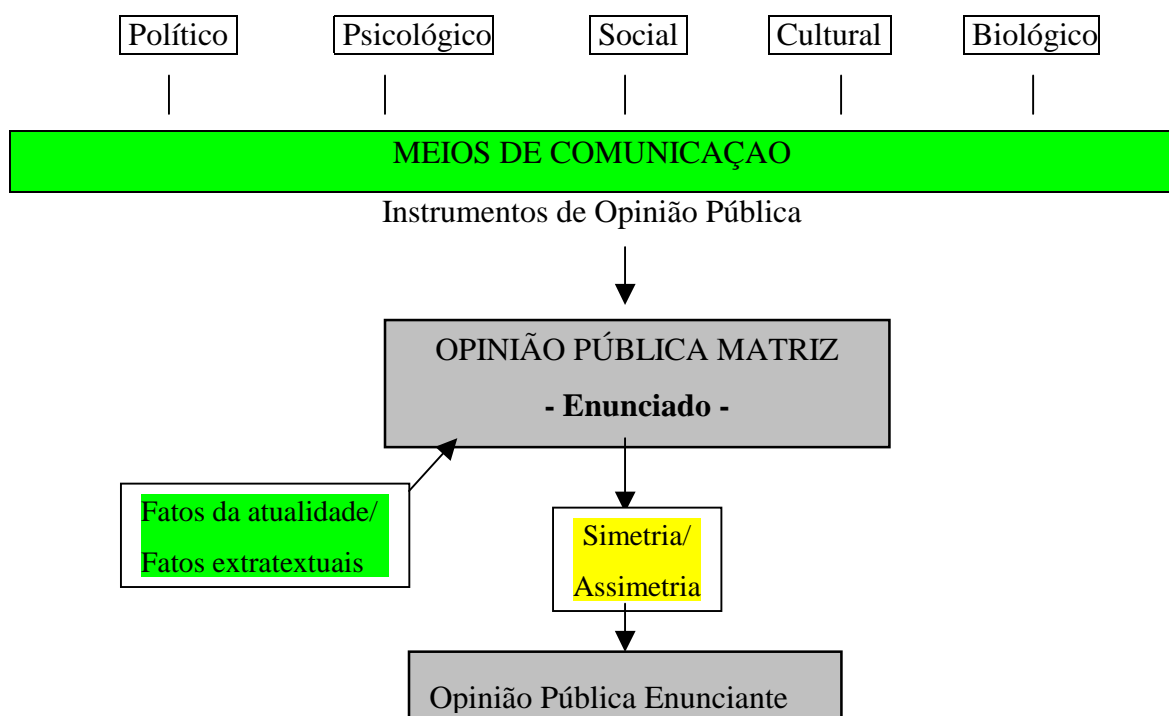 Político Psicológico Social Cultural Biológico
MEIOS DE COMUNICAÇAO
Instrumentos de Opinião Pública
OPINIÃO PÚBLICA MATRIZ
- Enunciado -
Fatos da atualidade/
Fatos extratextuais
Simetria/
Assimetria
Opinião Pública Enunciante